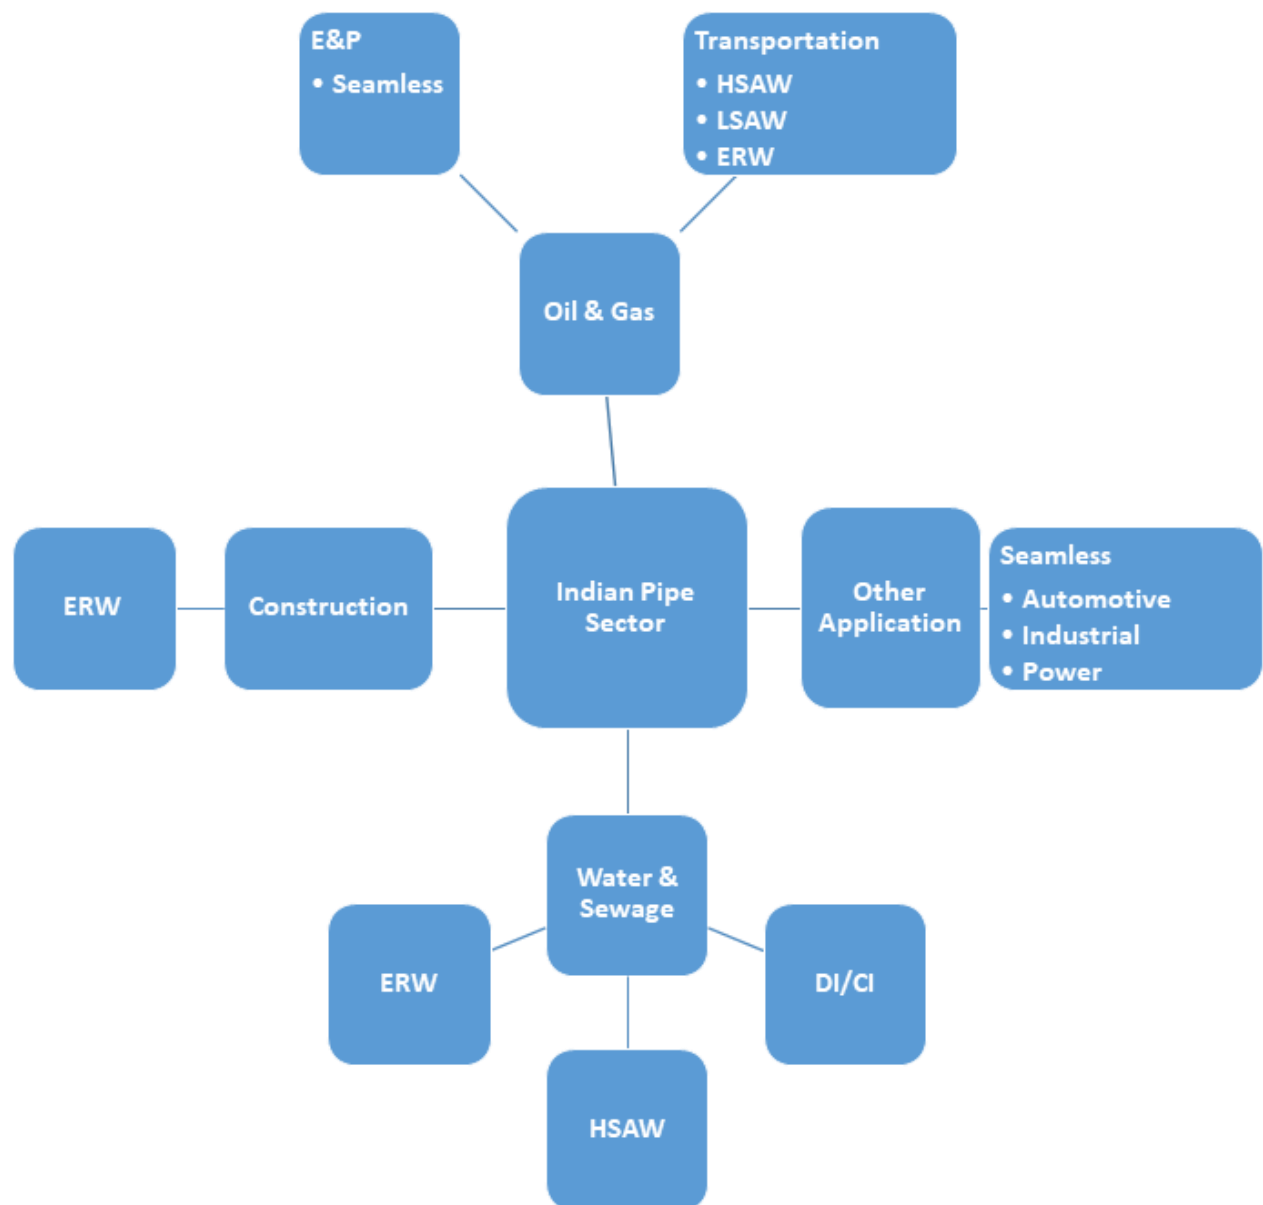 E&P
• Seamless
Transportation
• HSAW
• LSAW
• ERW
Oil & Gas
ERW
Construction
Indian Pipe
Sector
Other
Application
Seamless
• Automotive
• Industrial
• Power
Water &
Sewage
ERW
DI/CI
HSAW